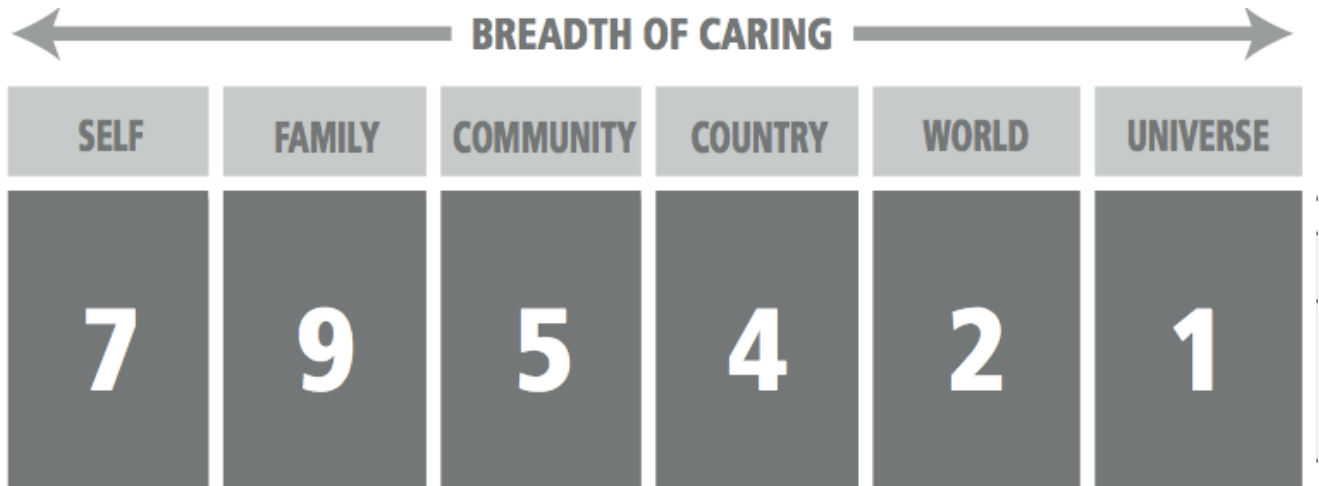 BREADTH OF CARING
SELF FAMILY COMMUNITY COUNTRY WORLD UNIVERSE
7 9 5 4 2 1